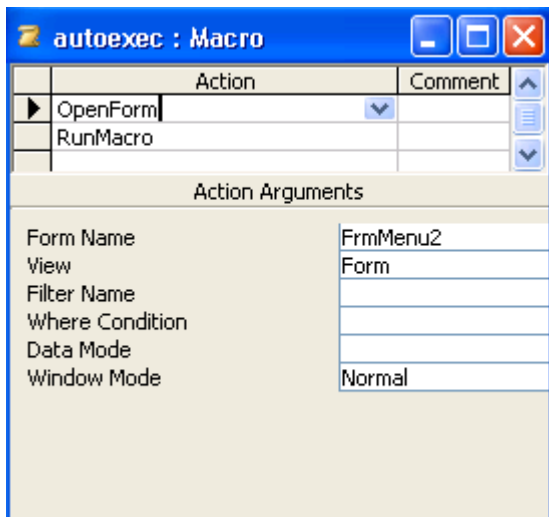 autoexec : Macro
Action Comment
OpenForm
RunMacro
Action Arguments
Form Name FrmMenu2
View Form
Filter Name
Where Condition
Data Mode
Window Mode Normal